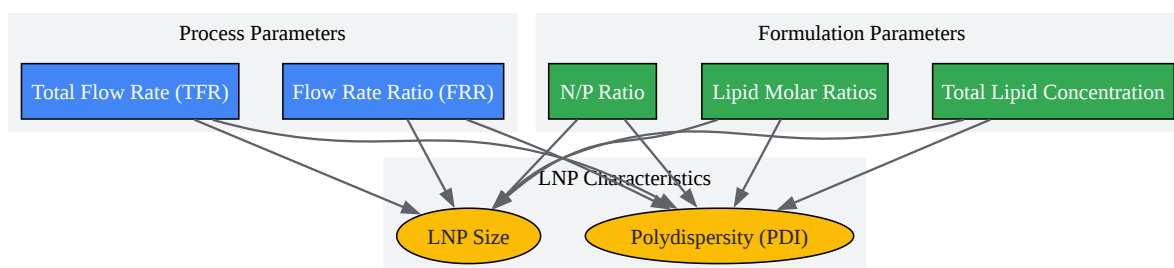 Process Parameters
Formulation Parameters
Total Flow Rate (TFR)
Flow Rate Ratio (FRR)
N/P Ratio
Lipid Molar Ratios
Total Lipid Concentration
LNP Characteristics
LNP Size
Polydispersity (PDI)